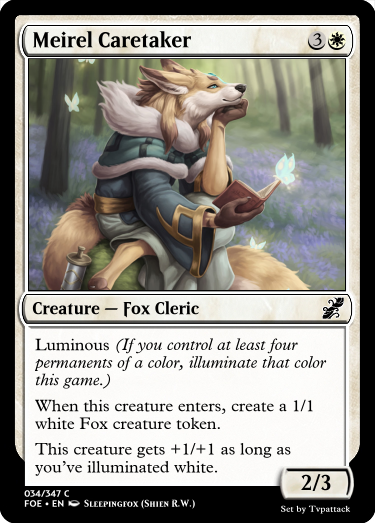 Meirel Caretaker 3
Creature — Fox Cleric
Luminous (If you control at least four
permanents of a color, illuminate that color
this game.)
When this creature enters, create a 1/1
white Fox creature token.
This creature gets +1/+1 as long as
you've illuminated white.
2/3
034/347 C
FOE • EN Sleepingfox (Shien R.W.)
Set by Tvpattack